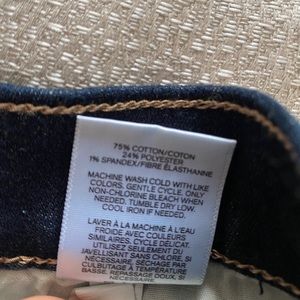 75% COTTON/COTON
24% POLYESTER
1% SPANDEX/FIBRE ÉLASTHANNE
MACHINE WASH COLD WITH LIKE
COLORS. GENTLE CYCLE. ONLY
NON-CHLORINE BLEACH WHEN
NEEDED. TUMBLE DRY LOW.
COOL IRON IF NEEDED.
LAVER À LA MACHINE À L'EAU
FROIDE AVEC COULEURS
SIMILAIRES. CYCLE DÉLICAT.
UTILISEZ SEULEMENT DU
JAVELLISANT SANS CHLORE, SI
NÉCESSAIRE. SÉCHAGE PAR
CULBUTAGE À TEMPÉRATURE
BASSE. REPASSAGE DOUX, SI